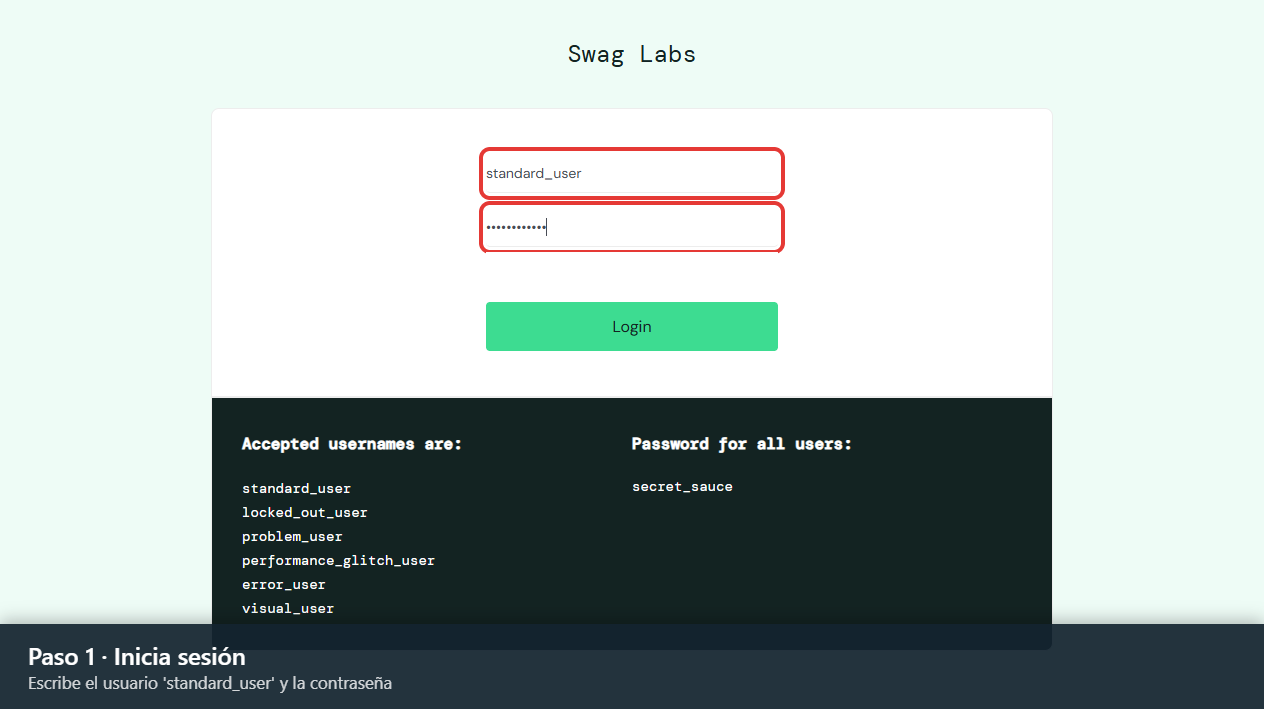 Swag Labs
standard_user
••••••••••••
Login
Accepted usernames are:
standard_user
locked_out_user
problem_user
performance_glitch_user
error_user
visual_user
Password for all users:
secret_sauce
Paso 1 · Inicia sesión
Escribe el usuario 'standard_user' y la contraseña